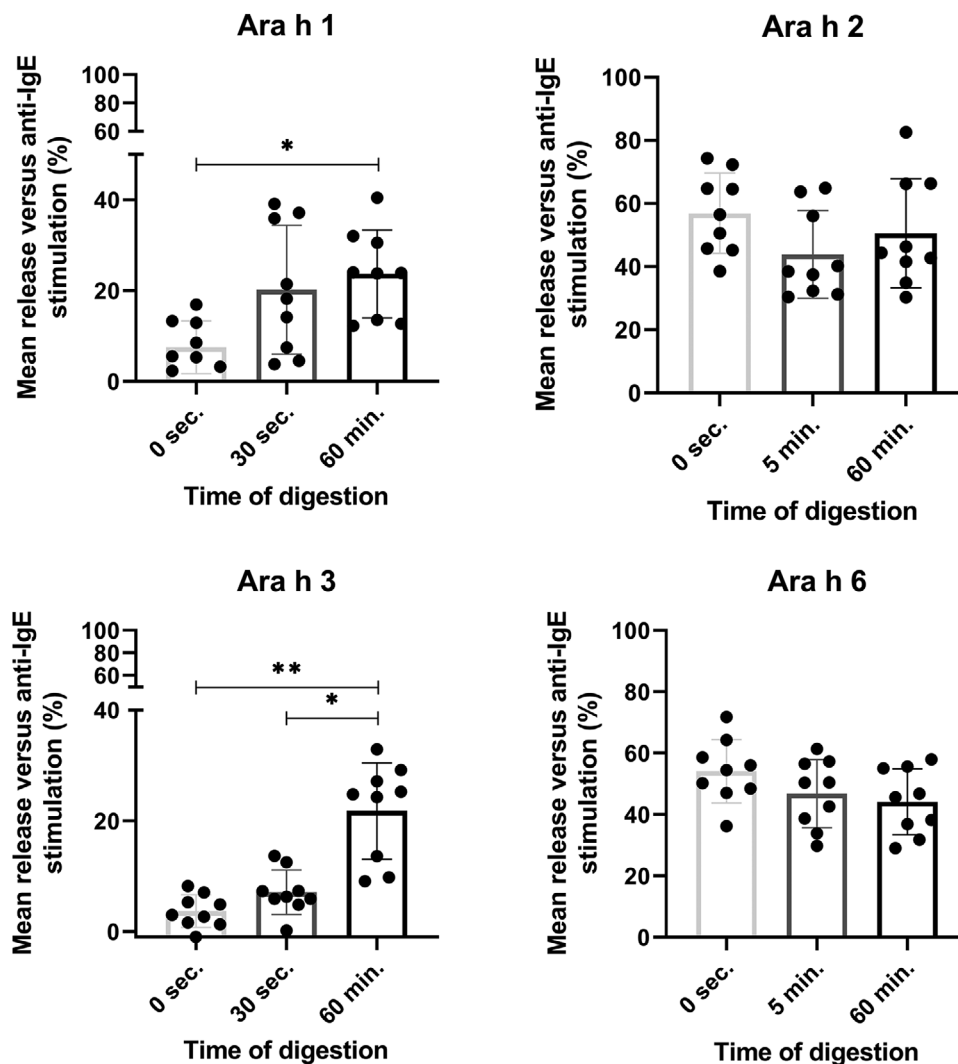 Ara h 1
Mean release versus anti-IgE
stimulation (%)
100
80
60
40
20
0
*
0 sec.
30 sec.
60 min.
Time of digestion
Ara h 2
Mean release versus anti-IgE
stimulation (%)
100
80
60
40
20
0
0 sec.
5 min.
60 min.
Time of digestion
Ara h 3
Mean release versus anti-IgE
stimulation (%)
100
80
60
40
20
0
**
*
0 sec.
30 sec.
60 min.
Time of digestion
Ara h 6
Mean release versus anti-IgE
stimulation (%)
100
80
60
40
20
0
0 sec.
5 min.
60 min.
Time of digestion